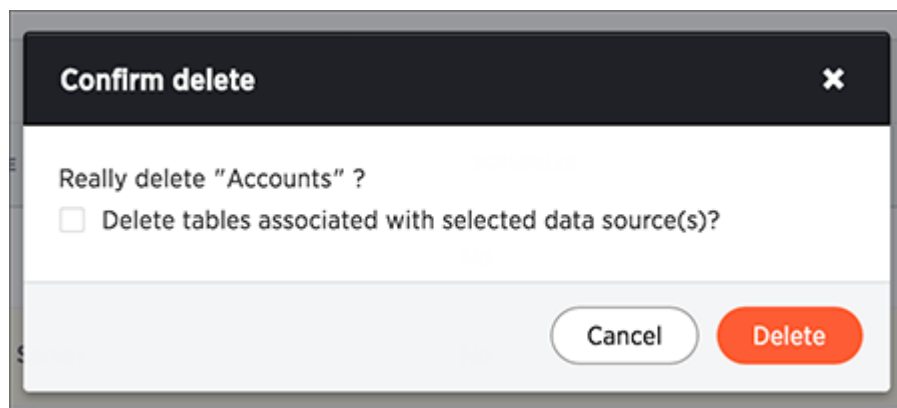 Confirm delete
Really delete "Accounts" ?
Delete tables associated with selected data source(s)?
Cancel
Delete